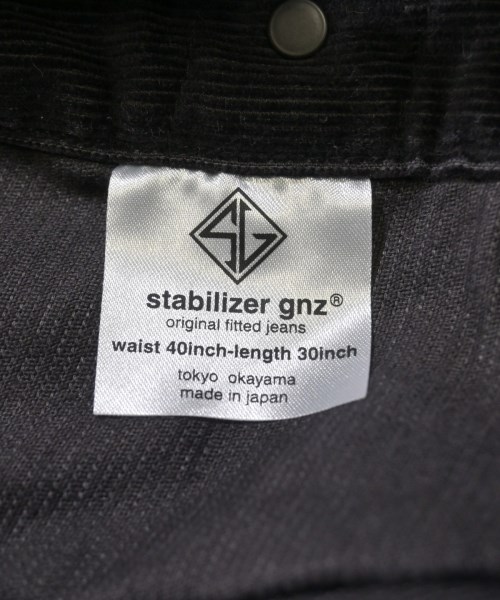 SG
stabilizer gnz®
original fitted jeans
waist 40inch-length 30inch
tokyo okayama
made in japan